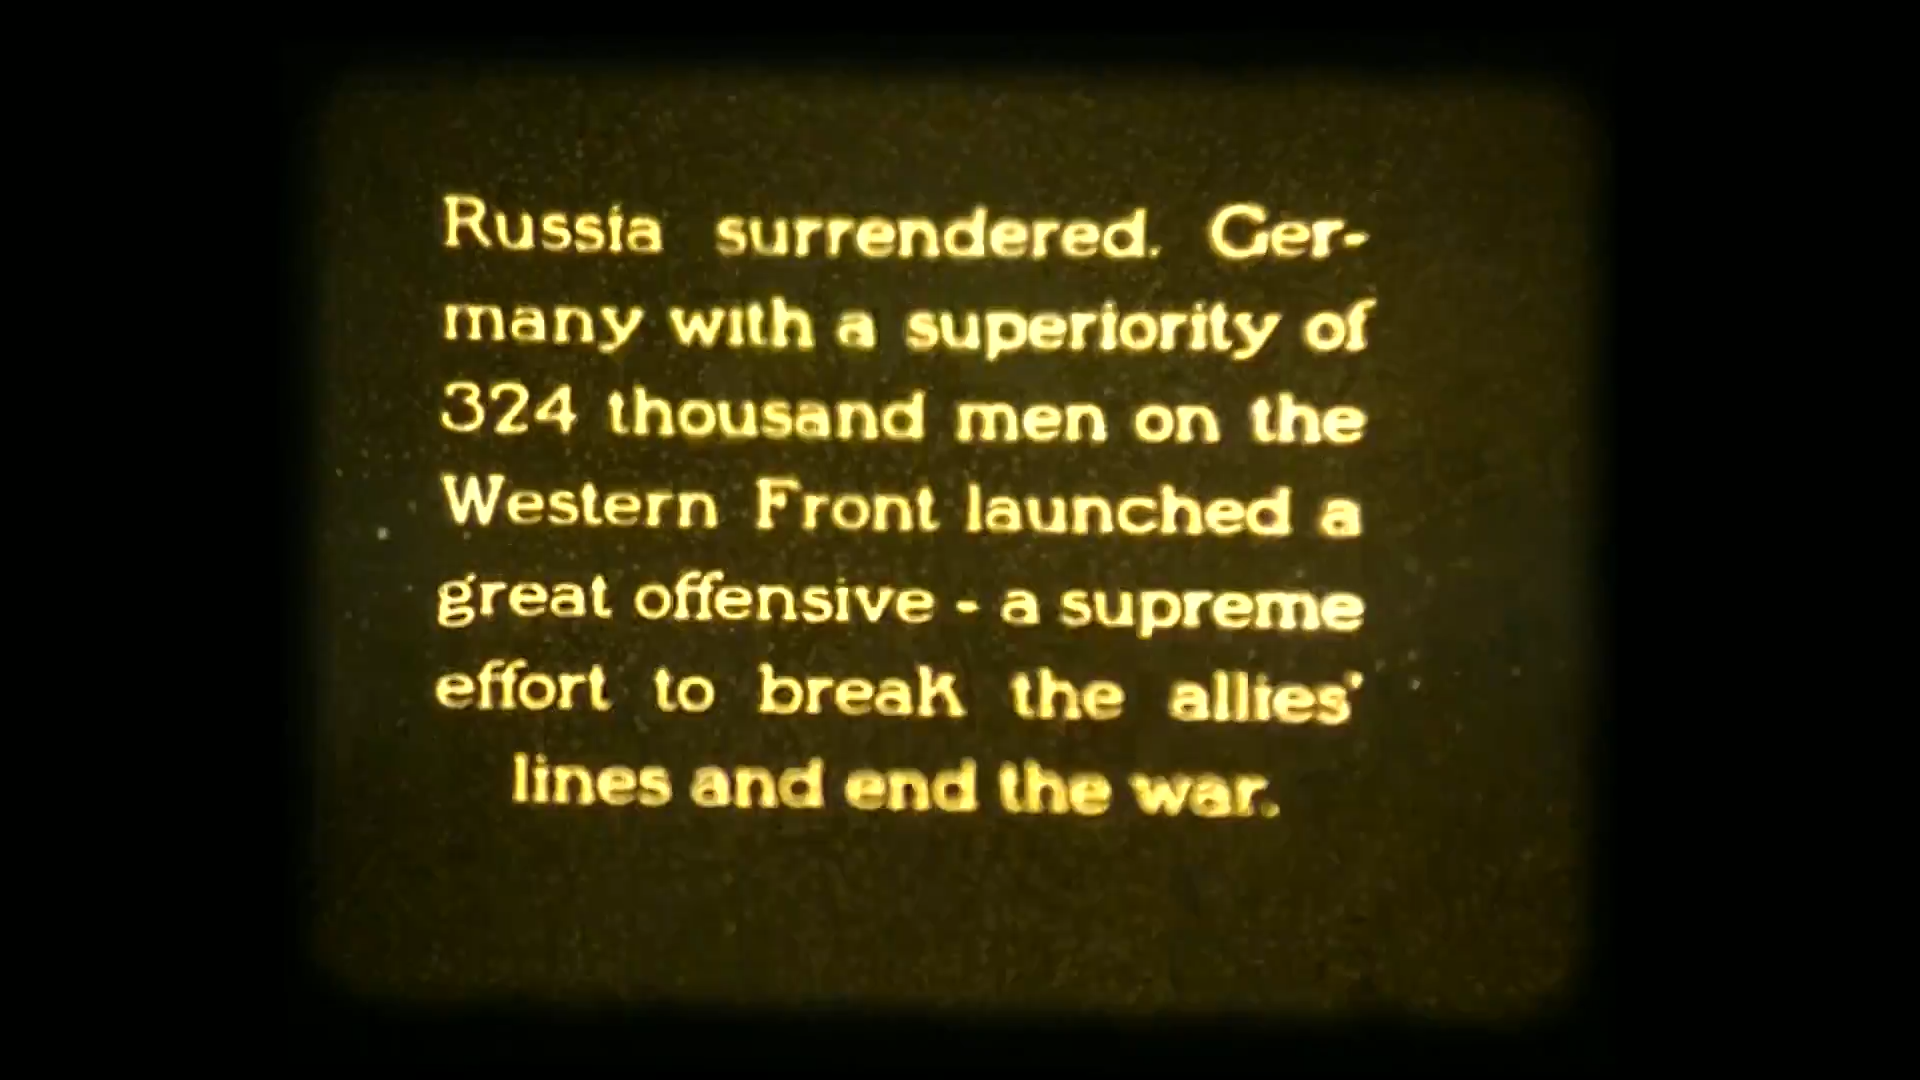 Russia surrendered. Ger-
many with a superiority of
324 thousand men on the
Western Front launched a
great offensive - a supreme
effort to break the allies'
lines and end the war.